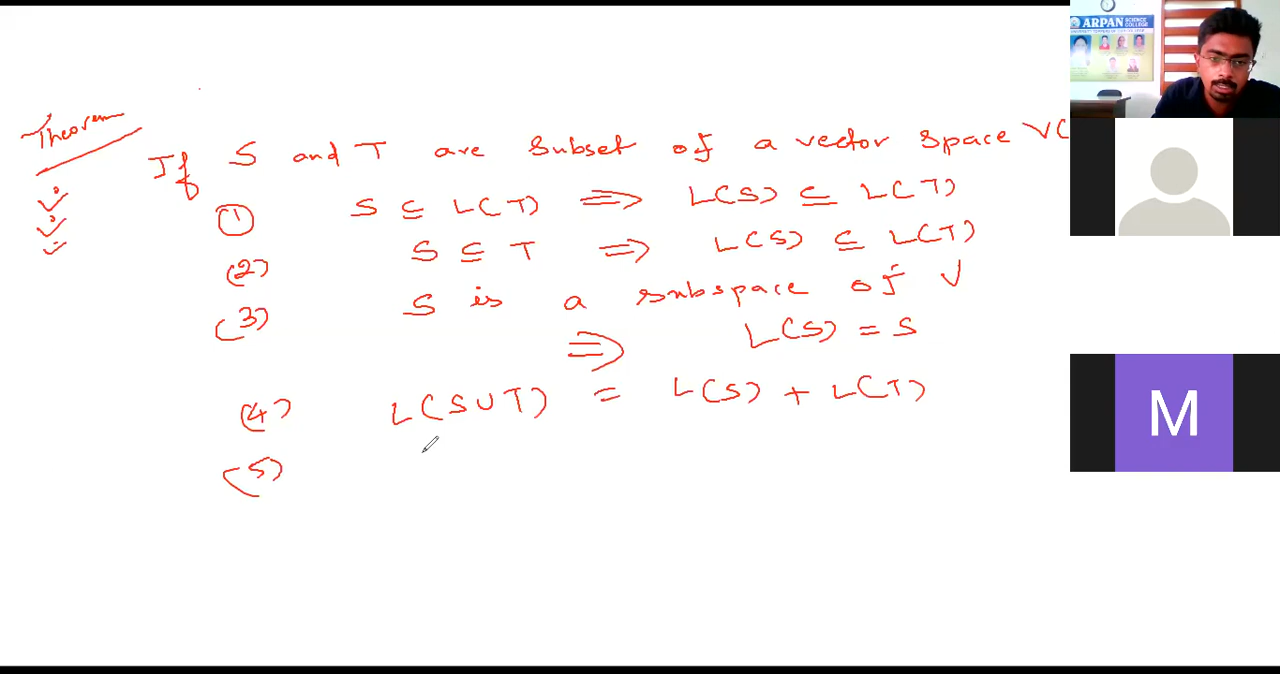 ARPAN SCIENCE COLLEGE
Theorem
If S and T are subset of a vector space V(
(1) S ⊆ L(T) ⟹ L(S) ⊆ L(T)
(2) S ⊆ T ⟹ L(S) ⊆ L(T)
(3) S is a subspace of V
⟹ L(S) = S
(4) L(S∪T) = L(S) + L(T)
(5)
M